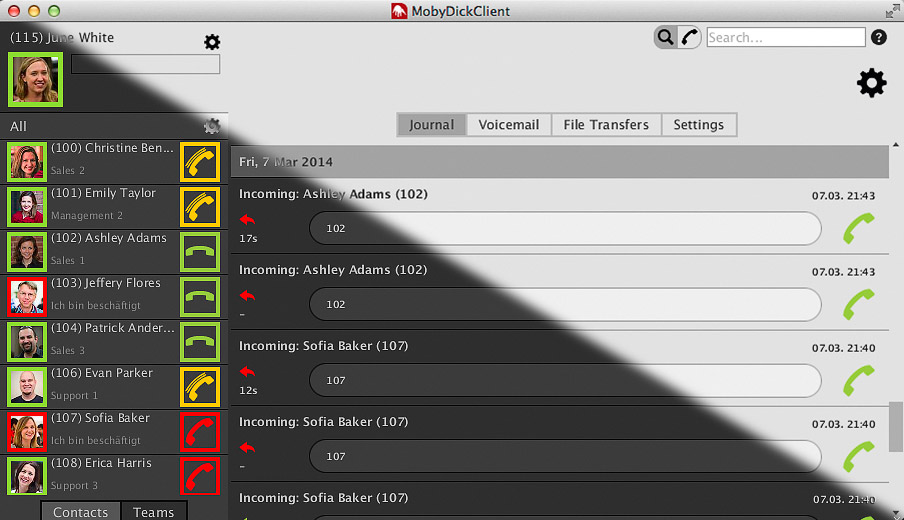 MobyDickClient
(115) June White
Search...
?
All
Journal
Voicemail
File Transfers
Settings
(100) Christine Ben...
Sales 2
(101) Emily Taylor
Management 2
(102) Ashley Adams
Sales 1
(103) Jeffery Flores
Ich bin beschäftigt
(104) Patrick Ander...
Sales 3
(106) Evan Parker
Support 1
(107) Sofia Baker
Ich bin beschäftigt
(108) Erica Harris
Support 3
Contacts
Teams
Fri, 7 Mar 2014
Incoming: Ashley Adams (102)
07.03. 21:43
17s
102
Incoming: Ashley Adams (102)
07.03. 21:43
–
102
Incoming: Sofia Baker (107)
07.03. 21:40
12s
107
Incoming: Sofia Baker (107)
07.03. 21:40
–
107
Incoming: Sofia Baker (107)
07.03. 21:40